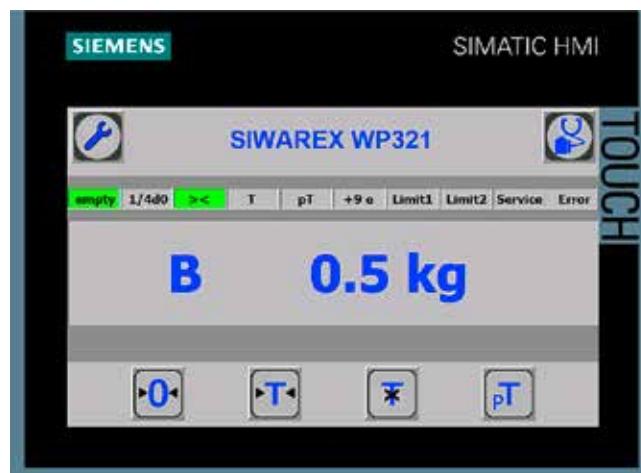 SIEMENS
SIMATIC HMI
TOUCH
SIWAREX WP321
empty 1/4d0 >< T pT +9 e Limit1 Limit2 Service Error
B 0.5 kg
▸0◂ ▸T◂ T pT